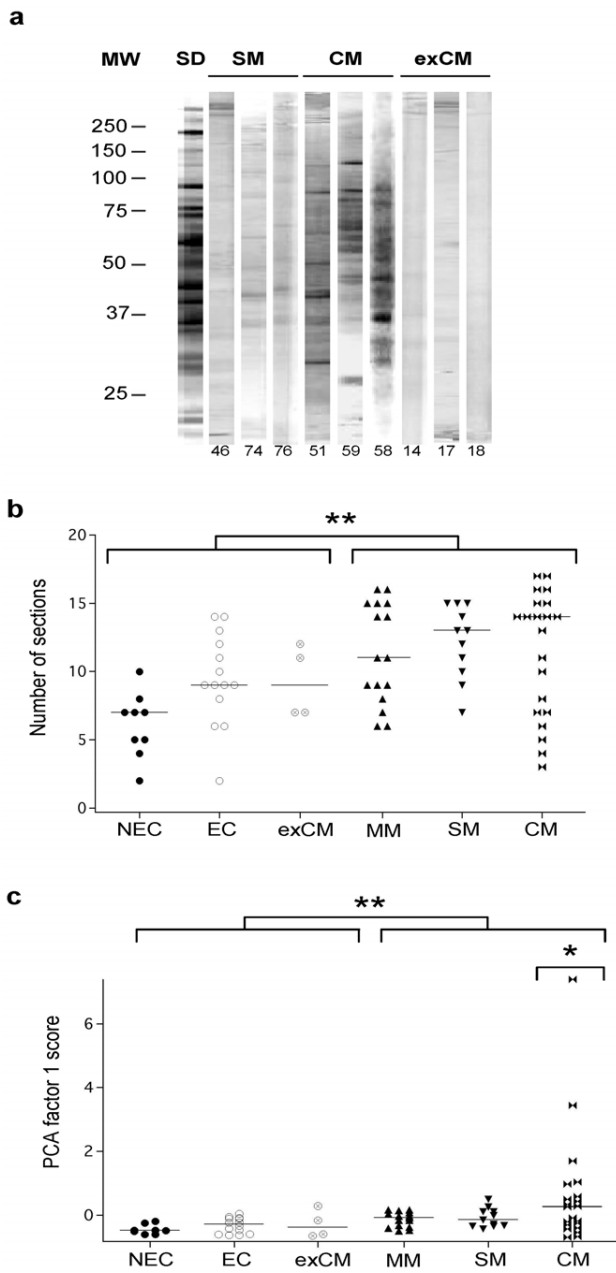 a
MW SD SM CM exCM
250
150
100
75
50
37
25
46 74 76 51 59 58 14 17 18
b
**
Number of sections
20
15
10
5
0
NEC EC exCM MM SM CM
c
**
*
PCA factor 1 score
6
4
2
0
NEC EC exCM MM SM CM